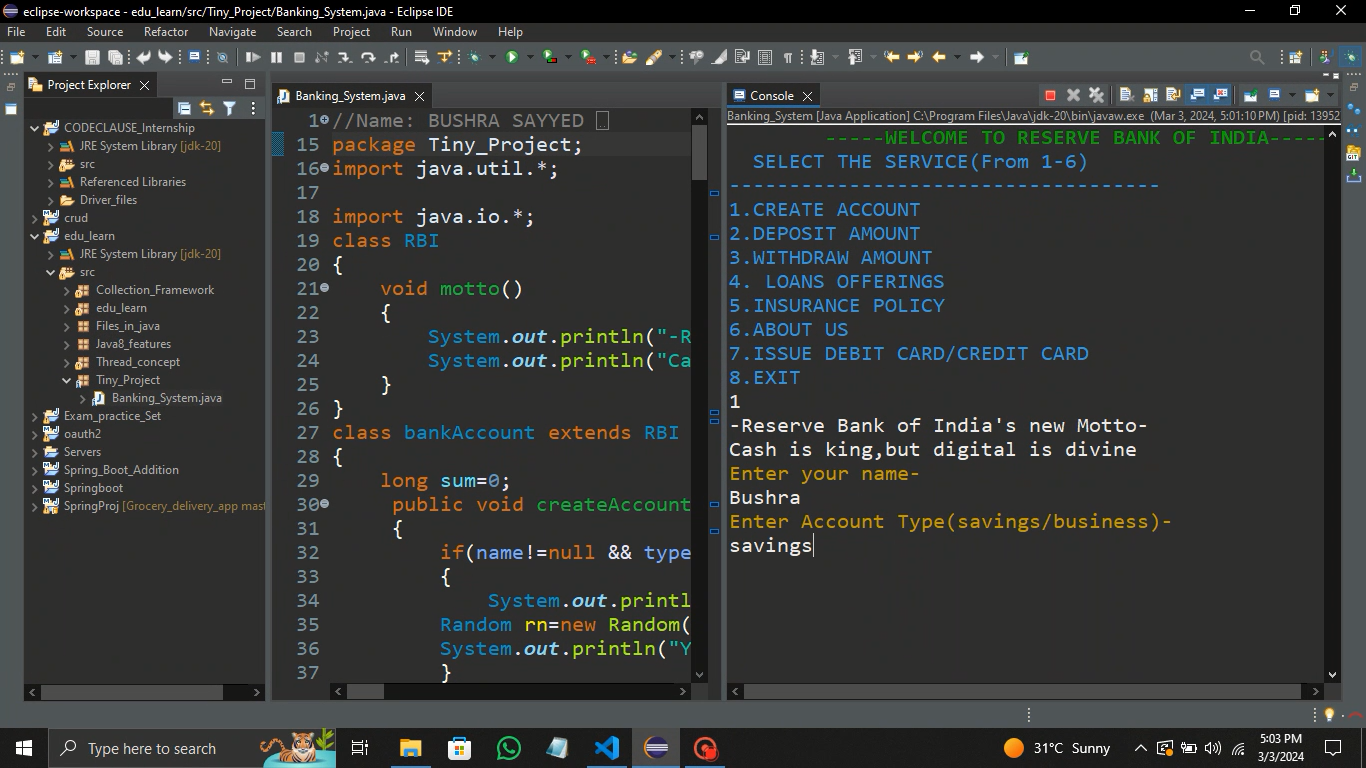 eclipse-workspace - edu_learn/src/Tiny_Project/Banking_System.java - Eclipse IDE
File Edit Source Refactor Navigate Search Project Run Window Help
Project Explorer
CODECLAUSE_Internship
JRE System Library [jdk-20]
src
Referenced Libraries
Driver_files
crud
edu_learn
JRE System Library [jdk-20]
src
Collection_Framework
edu_learn
Files_in_java
Java8_features
Thread_concept
Tiny_Project
Banking_System.java
Exam_practice_Set
oauth2
Servers
Spring_Boot_Addition
Springboot
SpringProj [Grocery_delivery_app mast
Banking_System.java
1 //Name: BUSHRA SAYYED
15 package Tiny_Project;
16 import java.util.*;
17
18 import java.io.*;
19 class RBI
20 {
21 void motto()
22 {
23 System.out.println("-R
24 System.out.println("Ca
25 }
26 }
27 class bankAccount extends RBI
28 {
29 long sum=0;
30 public void createAccount
31 {
32 if(name!=null && type
33 {
34 System.out.printl
35 Random rn=new Random(
36 System.out.println("Y
37 }
Console
Banking_System [Java Application] C:\Program Files\Java\jdk-20\bin\javaw.exe (Mar 3, 2024, 5:01:10 PM) [pid: 13952
-----WELCOME TO RESERVE BANK OF INDIA-----
SELECT THE SERVICE(From 1-6)
------------------------------------
1.CREATE ACCOUNT
2.DEPOSIT AMOUNT
3.WITHDRAW AMOUNT
4. LOANS OFFERINGS
5.INSURANCE POLICY
6.ABOUT US
7.ISSUE DEBIT CARD/CREDIT CARD
8.EXIT
1
-Reserve Bank of India's new Motto-
Cash is king,but digital is divine
Enter your name-
Bushra
Enter Account Type(savings/business)-
savings
Type here to search
31°C Sunny
5:03 PM
3/3/2024